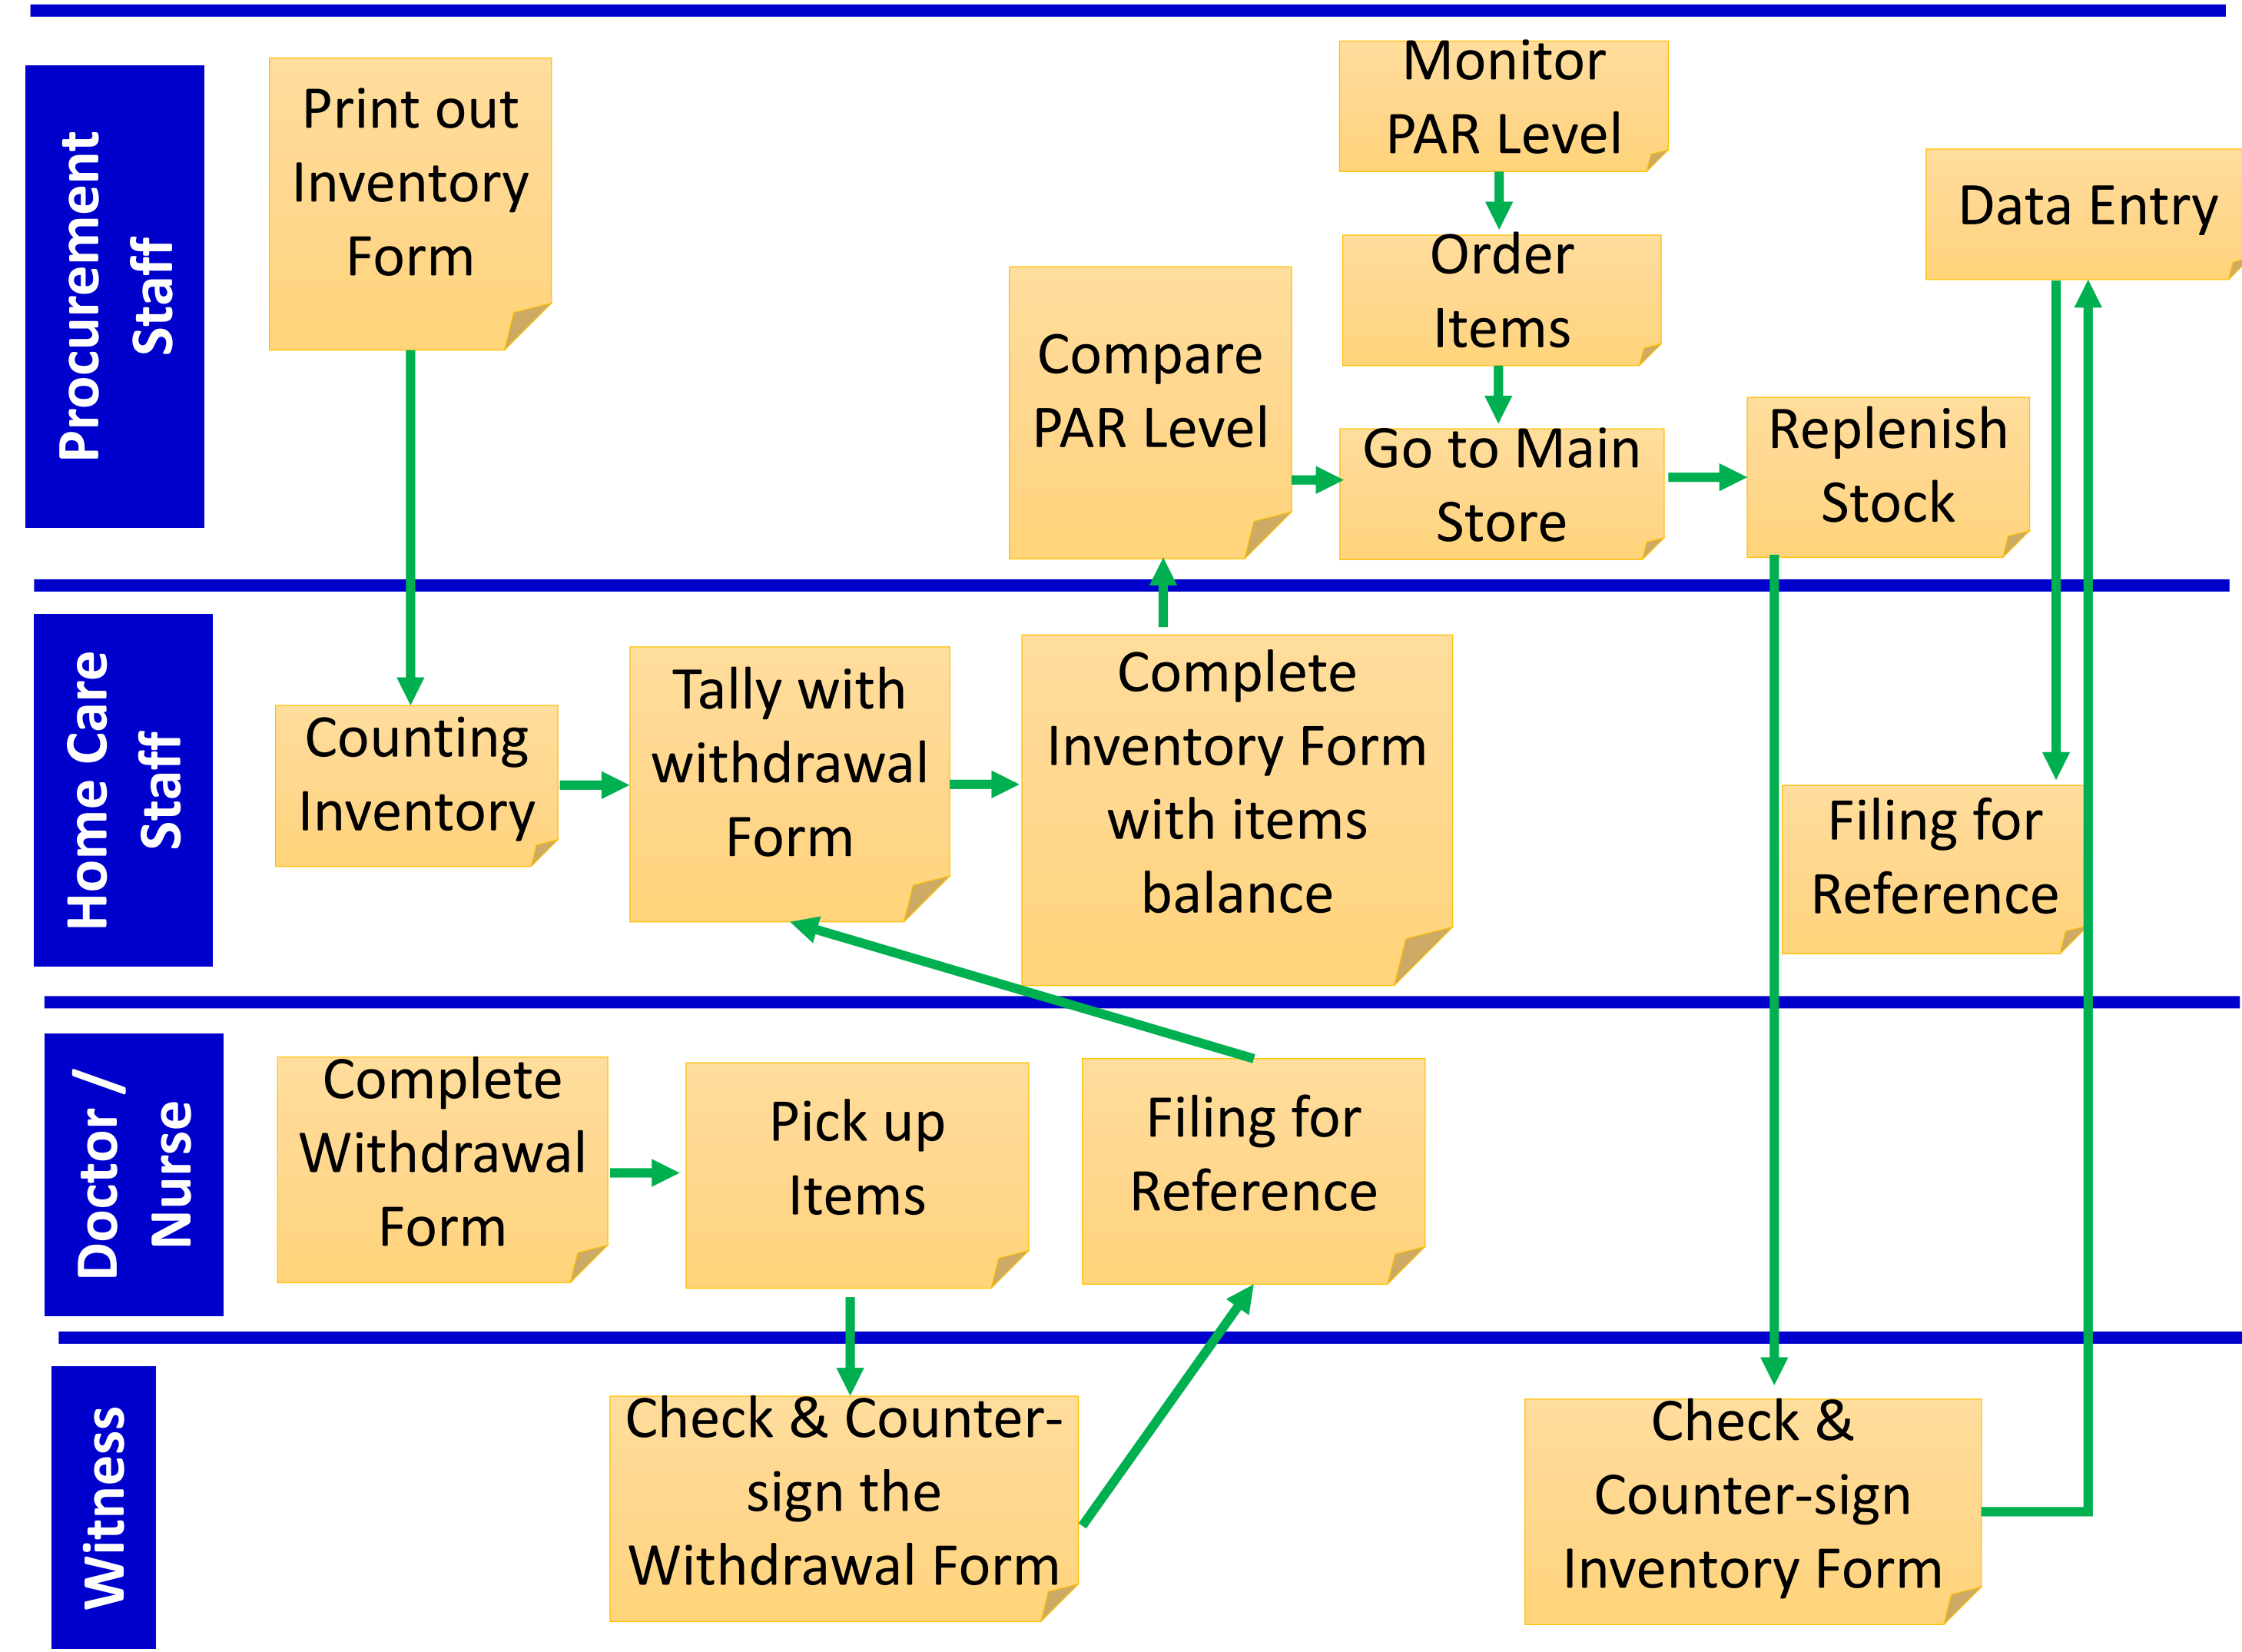 Procurement
Staff
Print out
Inventory
Form
Compare
PAR Level
Monitor
PAR Level
Order
Items
Go to Main
Store
Replenish
Stock
Data Entry
Home Care
Staff
Counting
Inventory
Tally with
withdrawal
Form
Complete
Inventory Form
with items
balance
Filing for
Reference
Doctor /
Nurse
Complete
Withdrawal
Form
Pick up
Items
Filing for
Reference
Witness
Check & Counter-
sign the
Withdrawal Form
Check &
Counter-sign
Inventory Form